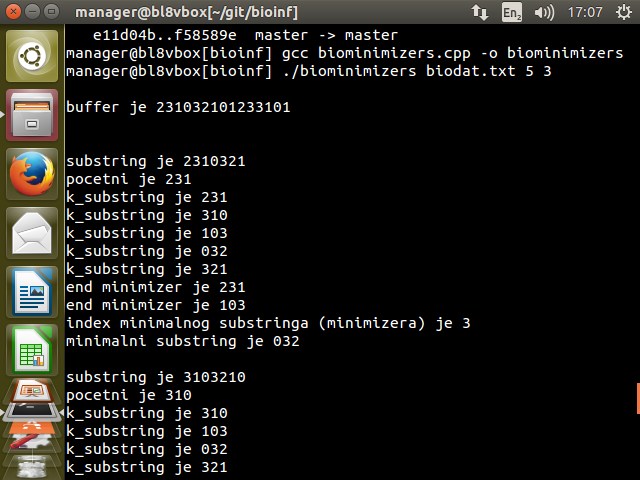 manager@bl8vbox[~/git/bioinf]
En2
17:07
e11d04b..f58589e  master -> master
manager@bl8vbox[bioinf] gcc biominimizers.cpp -o biominimizers
manager@bl8vbox[bioinf] ./biominimizers biodat.txt 5 3
buffer je 231032101233101
substring je 2310321
pocetni je 231
k_substring je 231
k_substring je 310
k_substring je 103
k_substring je 032
k_substring je 321
end minimizer je 231
end minimizer je 103
index minimalnog substringa (minimizera) je 3
minimalni substring je 032
substring je 3103210
pocetni je 310
k_substring je 310
k_substring je 103
k_substring je 032
k_substring je 321